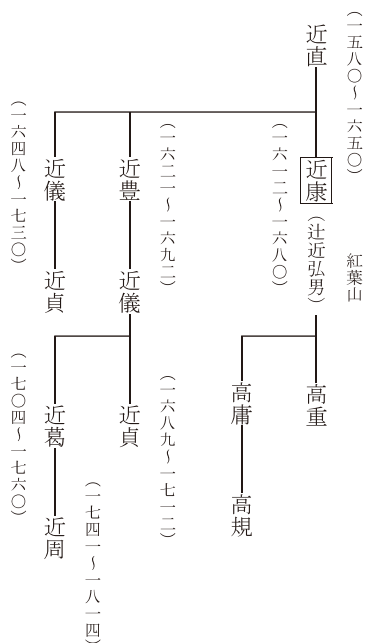 （一五八〇〜一六五〇）
近直
紅葉山
近康
（辻近弘男）
（一六一二〜一六八〇）
高重
高庸
高規
（一六二一〜一六九二）
近豊
近儀
（一六八九〜一七一二）
近貞
（一六四八〜一七三〇）
近儀
近貞
近葛
（一七〇四〜一七六〇）
近周
（一七四一〜一八一四）